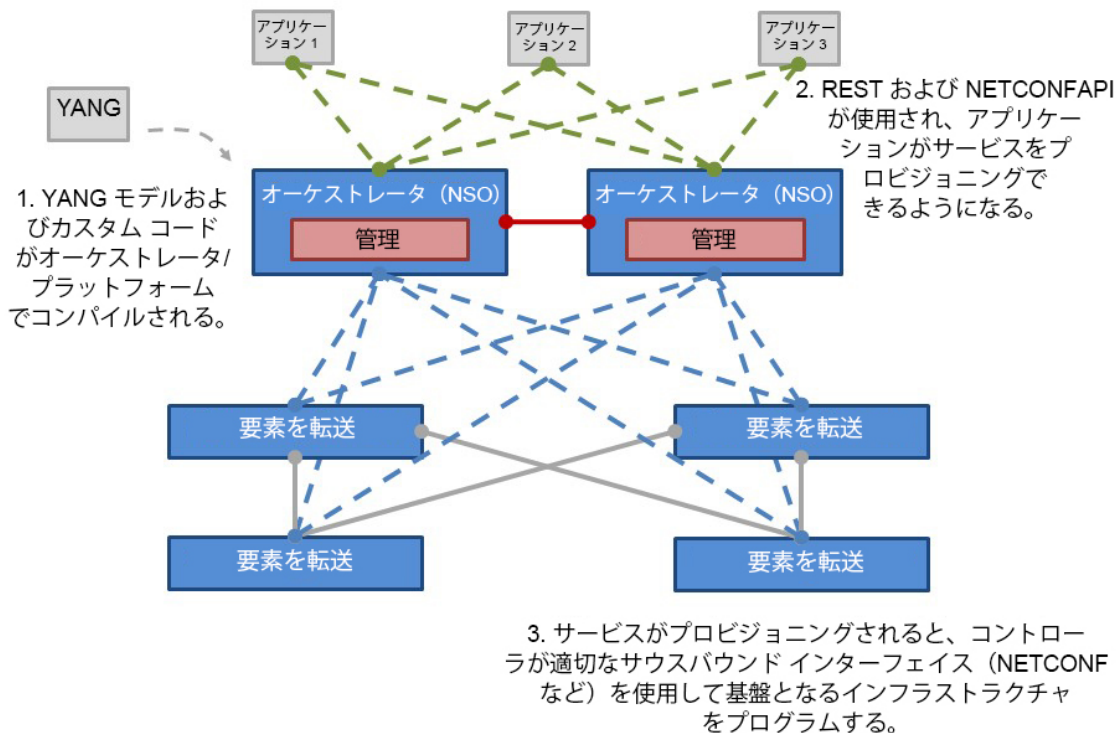 アプリケー
ション 1
アプリケー
ション 2
アプリケー
ション 3
YANG
2. REST および NETCONFAPI
が使用され、アプリケー
ションがサービスをプ
ロビジョニングで
きるようになる。
1. YANG モデルおよ
びカスタム コード
がオーケストレータ/
プラットフォーム
でコンパイルされる。
オーケストレータ（NSO)
管理
オーケストレータ（NSO)
管理
要素を転送
要素を転送
要素を転送
要素を転送
3. サービスがプロビジョニングされると、コントロー
ラが適切なサウスバウンド インターフェイス（NETCONF
など）を使用して基盤となるインフラストラクチャ
をプログラムする。